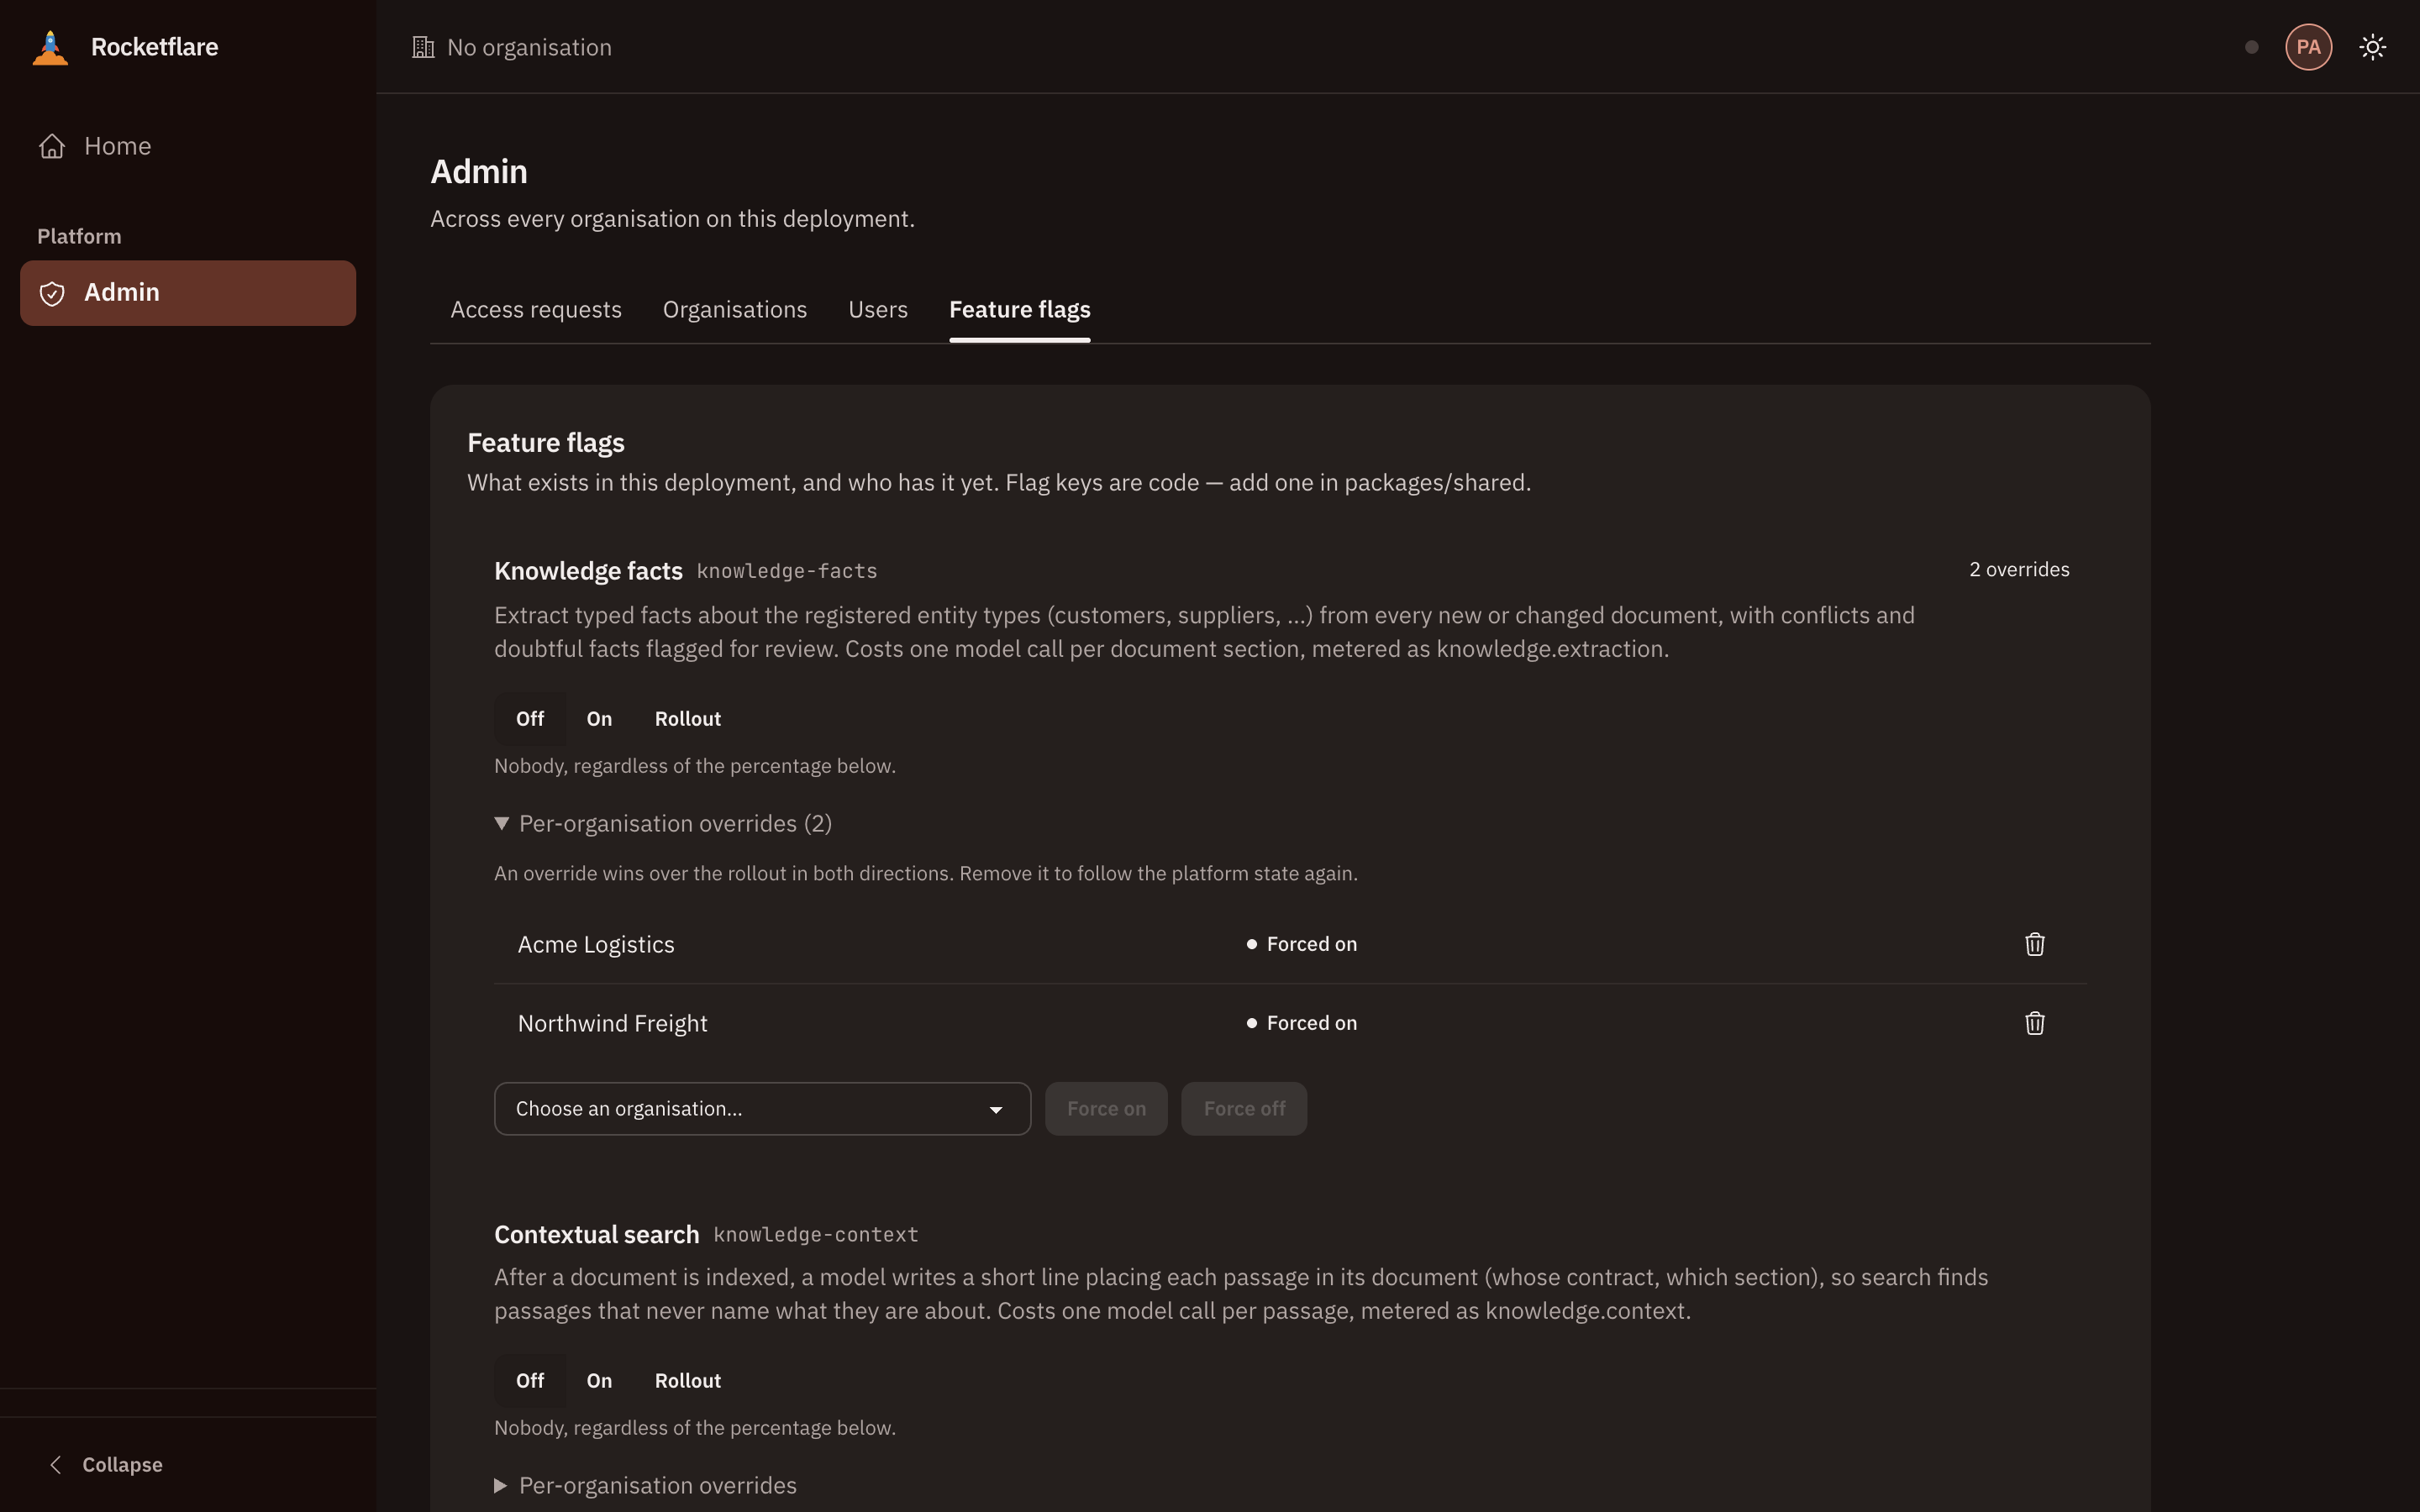 Rocketflare
No organisation
PA
Home
Platform
Admin
Collapse
Admin
Across every organisation on this deployment.
Access requests Organisations Users Feature flags
Feature flags
What exists in this deployment, and who has it yet. Flag keys are code — add one in packages/shared.
Knowledge facts knowledge-facts 2 overrides
Extract typed facts about the registered entity types (customers, suppliers, …) from every new or changed document, with conflicts and
doubtful facts flagged for review. Costs one model call per document section, metered as knowledge.extraction.
Off On Rollout
Nobody, regardless of the percentage below.
Per-organisation overrides (2)
An override wins over the rollout in both directions. Remove it to follow the platform state again.
Acme Logistics Forced on
Northwind Freight Forced on
Choose an organisation… Force on Force off
Contextual search knowledge-context
After a document is indexed, a model writes a short line placing each passage in its document (whose contract, which section), so search finds
passages that never name what they are about. Costs one model call per passage, metered as knowledge.context.
Off On Rollout
Nobody, regardless of the percentage below.
Per-organisation overrides